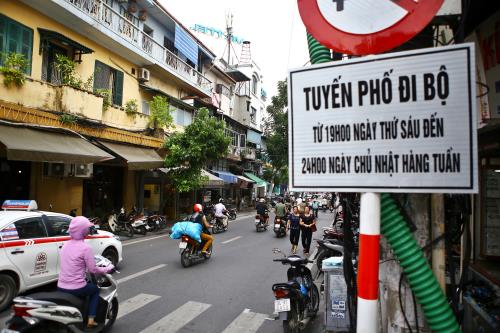 TUYẾN PHỐ ĐI BỘ
TỪ 19H00 NGÀY THỨ SÁU ĐẾN
24H00 NGÀY CHỦ NHẬT HÀNG TUẦN